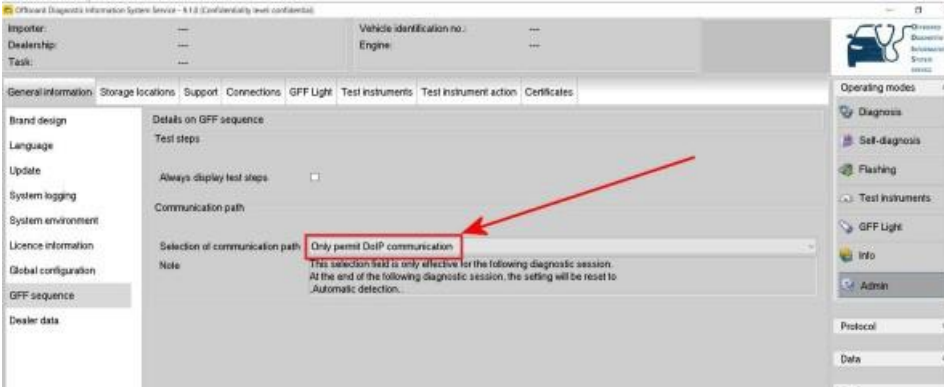 Offboard Diagnostic Information System Service - 9.1.0 (Confidentiality level: confidential)
Importer: ---
Dealership: ---
Task: ---
Vehicle identification no.: ---
Engine: ---
General information Storage locations Support Connections GFF Light Test instruments Test instrument action Certificates
Brand design
Language
Update
System logging
System environment
Licence information
Global configuration
GFF sequence
Dealer data
Details on GFF sequence
Test steps
Always display test steps
Communication path
Selection of communication path Only permit DoIP communication
Note
This selection field is only effective for the following diagnostic session.
At the end of the following diagnostic session, the setting will be reset to
„Automatic detection„.
Offboard
Diagnostic
Information
System
SERVICE
Operating modes
Diagnosis
Self-diagnosis
Flashing
Test instruments
GFF Light
Info
Admin
Protocol
Data